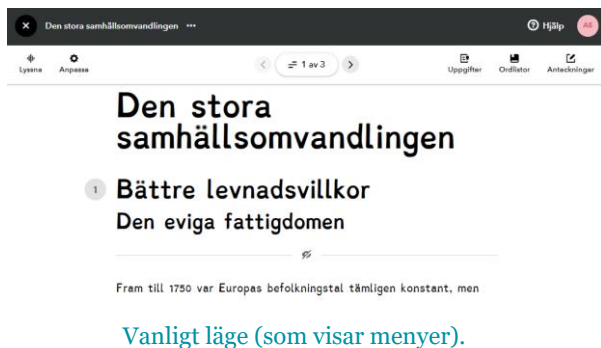 Den stora samhällsomvandlingen ...
Hjälp
AS
Lyssna
Anpassa
1 av 3
Uppgifter
Ordlistor
Anteckningar
Den stora
samhällsomvandlingen
1 Bättre levnadsvillkor
Den eviga fattigdomen
Fram till 1750 var Europas befolkningstal tämligen konstant, men
Vanligt läge (som visar menyer).